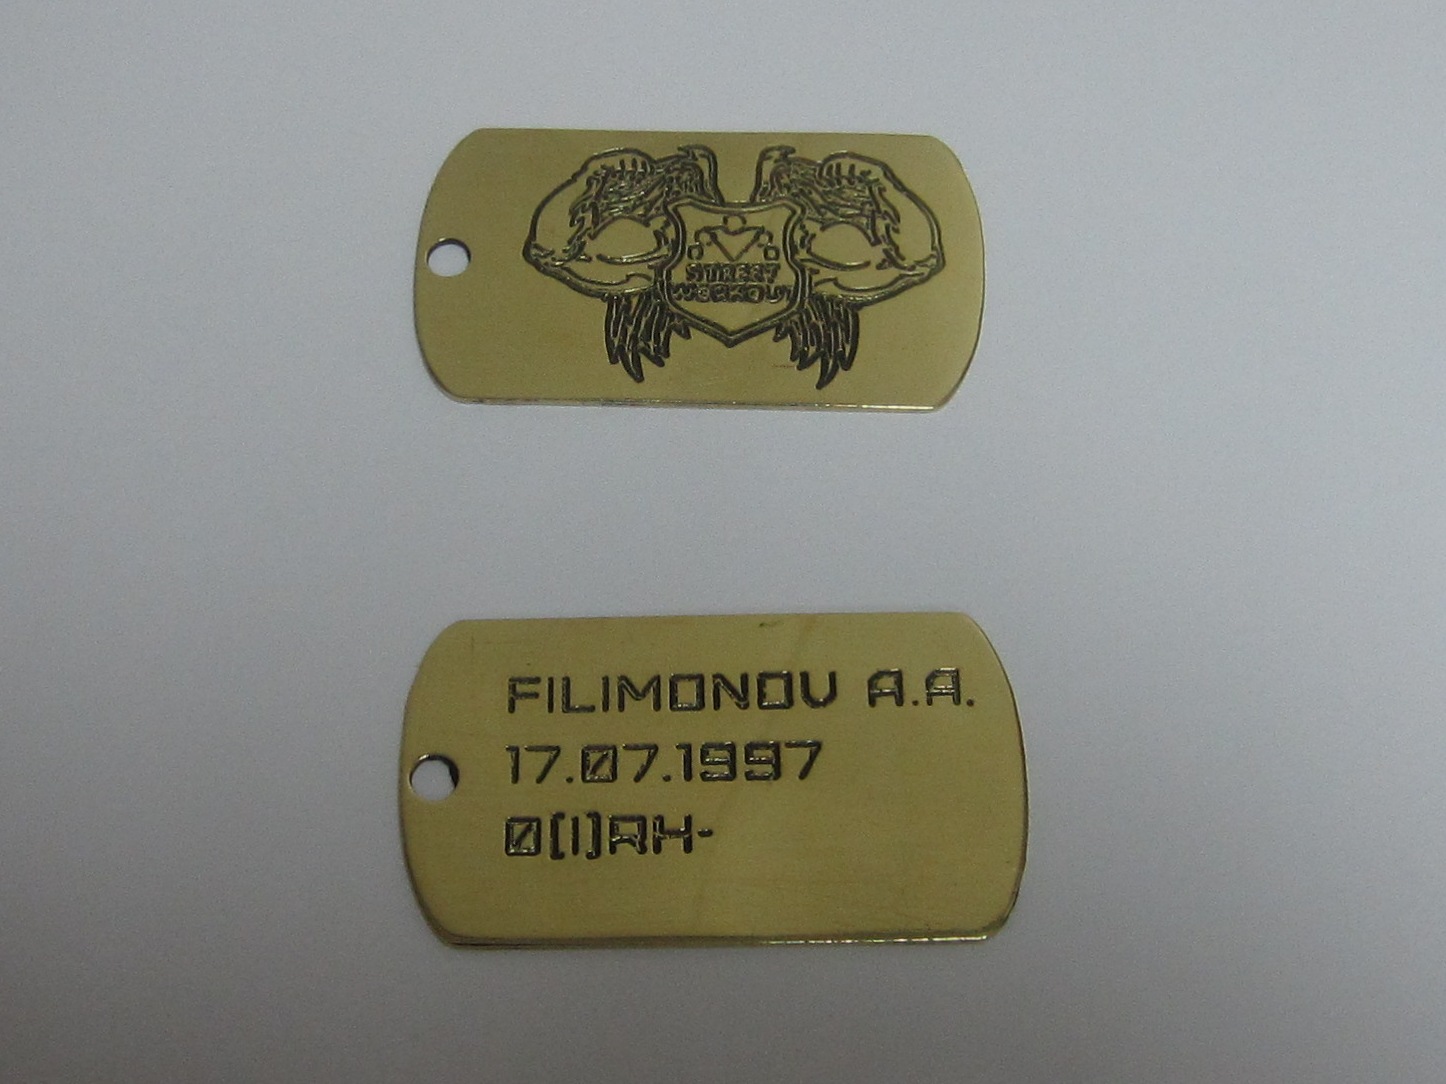 STREET
WORKOUT
FILIMONOV A.A.
17.07.1997
0(I)RH-